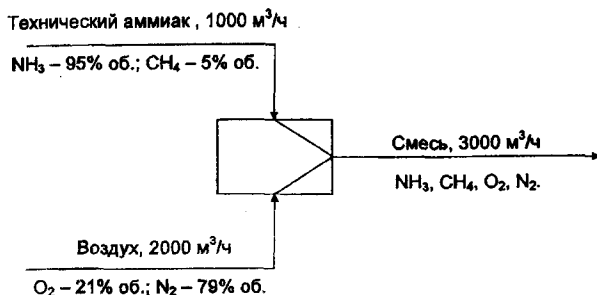 Технический аммиак , 1000 м³/ч
NH₃ – 95% об.; CH₄ – 5% об.
Смесь, 3000 м³/ч
NH₃, CH₄, O₂, N₂.
Воздух, 2000 м³/ч
O₂ – 21% об.; N₂ – 79% об.